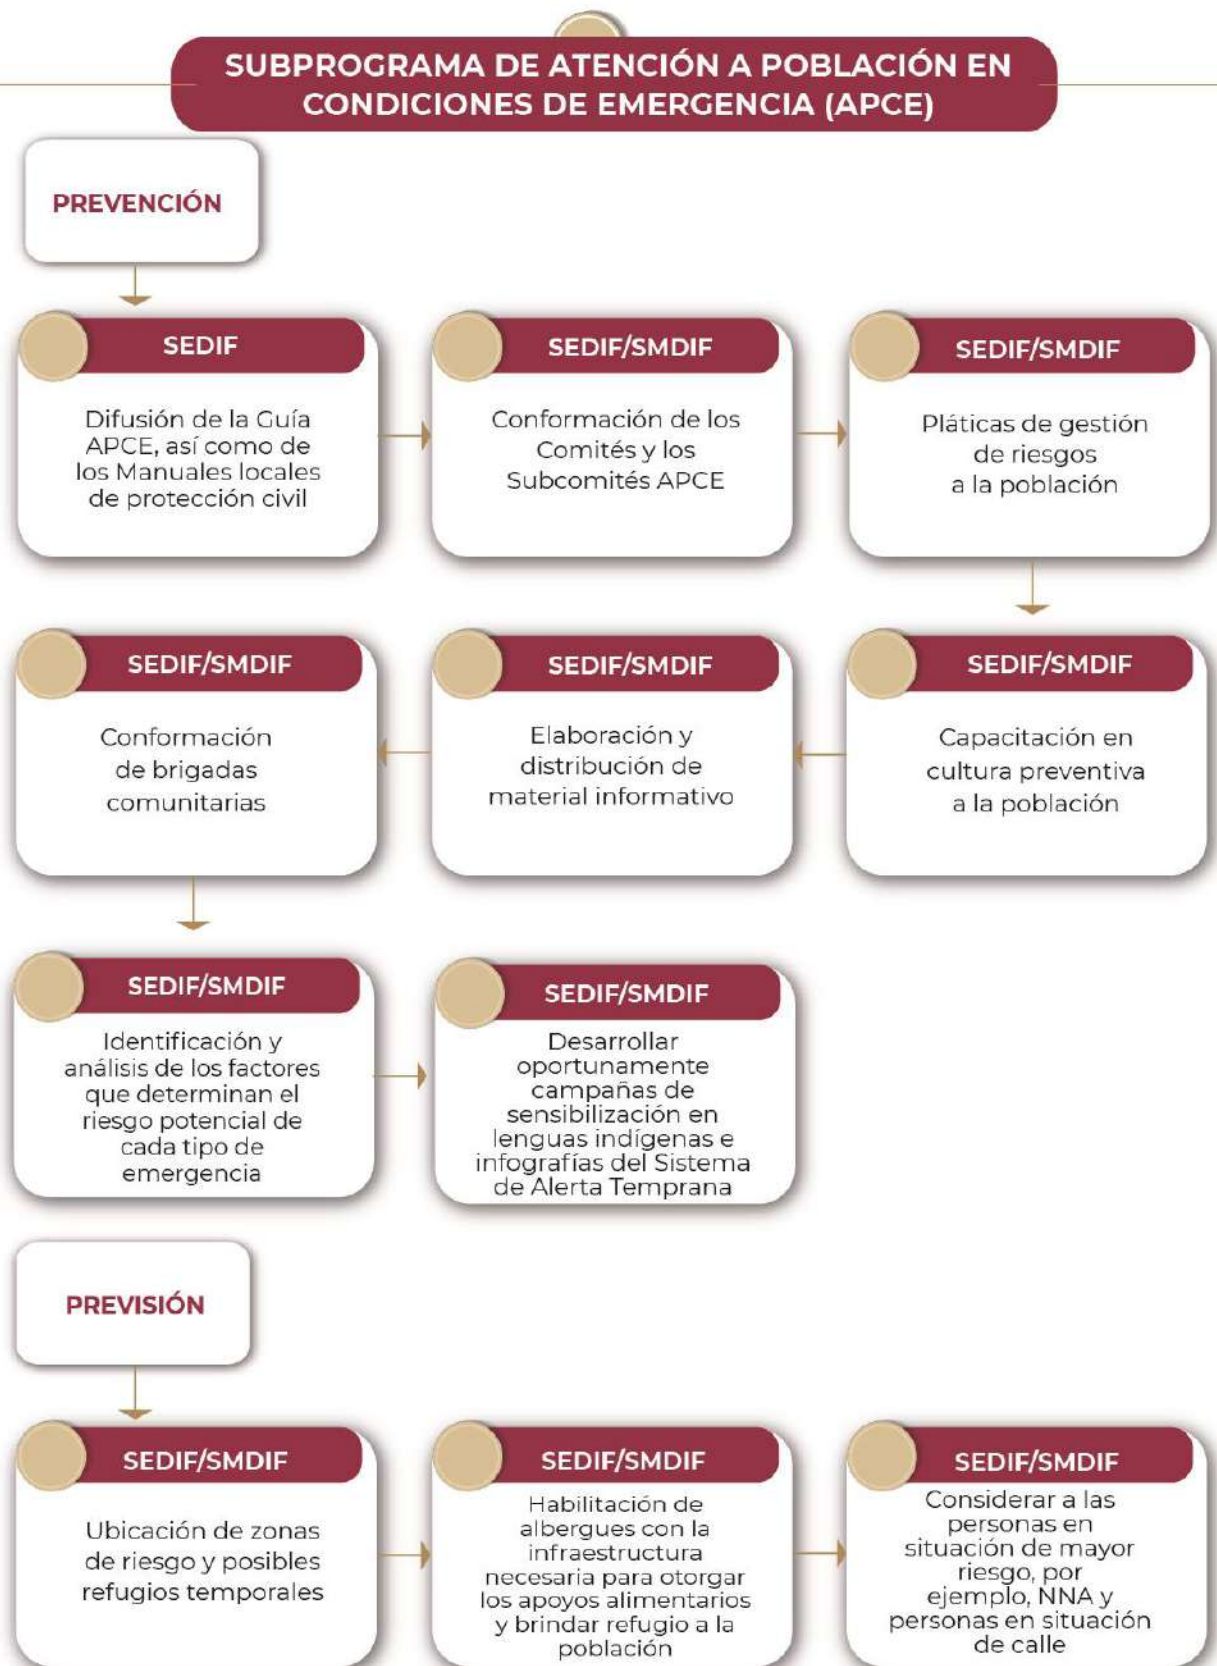 SUBPROGRAMA DE ATENCIÓN A POBLACIÓN EN
CONDICIONES DE EMERGENCIA (APCE)
PREVENCIÓN
SEDIF
Difusión de la Guía
APCE, así como de
los Manuales locales
de protección civil
SEDIF/SMDIF
Conformación de los
Comités y los
Subcomités APCE
SEDIF/SMDIF
Pláticas de gestión
de riesgos
a la población
SEDIF/SMDIF
Capacitación en
cultura preventiva
a la población
SEDIF/SMDIF
Elaboración y
distribución de
material informativo
SEDIF/SMDIF
Conformación
de brigadas
comunitarias
SEDIF/SMDIF
Identificación y
análisis de los factores
que determinan el
riesgo potencial de
cada tipo de
emergencia
SEDIF/SMDIF
Desarrollar
oportunamente
campañas de
sensibilización en
lenguas indígenas e
infografías del Sistema
de Alerta Temprana
PREVISIÓN
SEDIF/SMDIF
Ubicación de zonas
de riesgo y posibles
refugios temporales
SEDIF/SMDIF
Habilitación de
albergues con la
infraestructura
necesaria para otorgar
los apoyos alimentarios
y brindar refugio a la
población
SEDIF/SMDIF
Considerar a las
personas en
situación de mayor
riesgo, por
ejemplo, NNA y
personas en situación
de calle